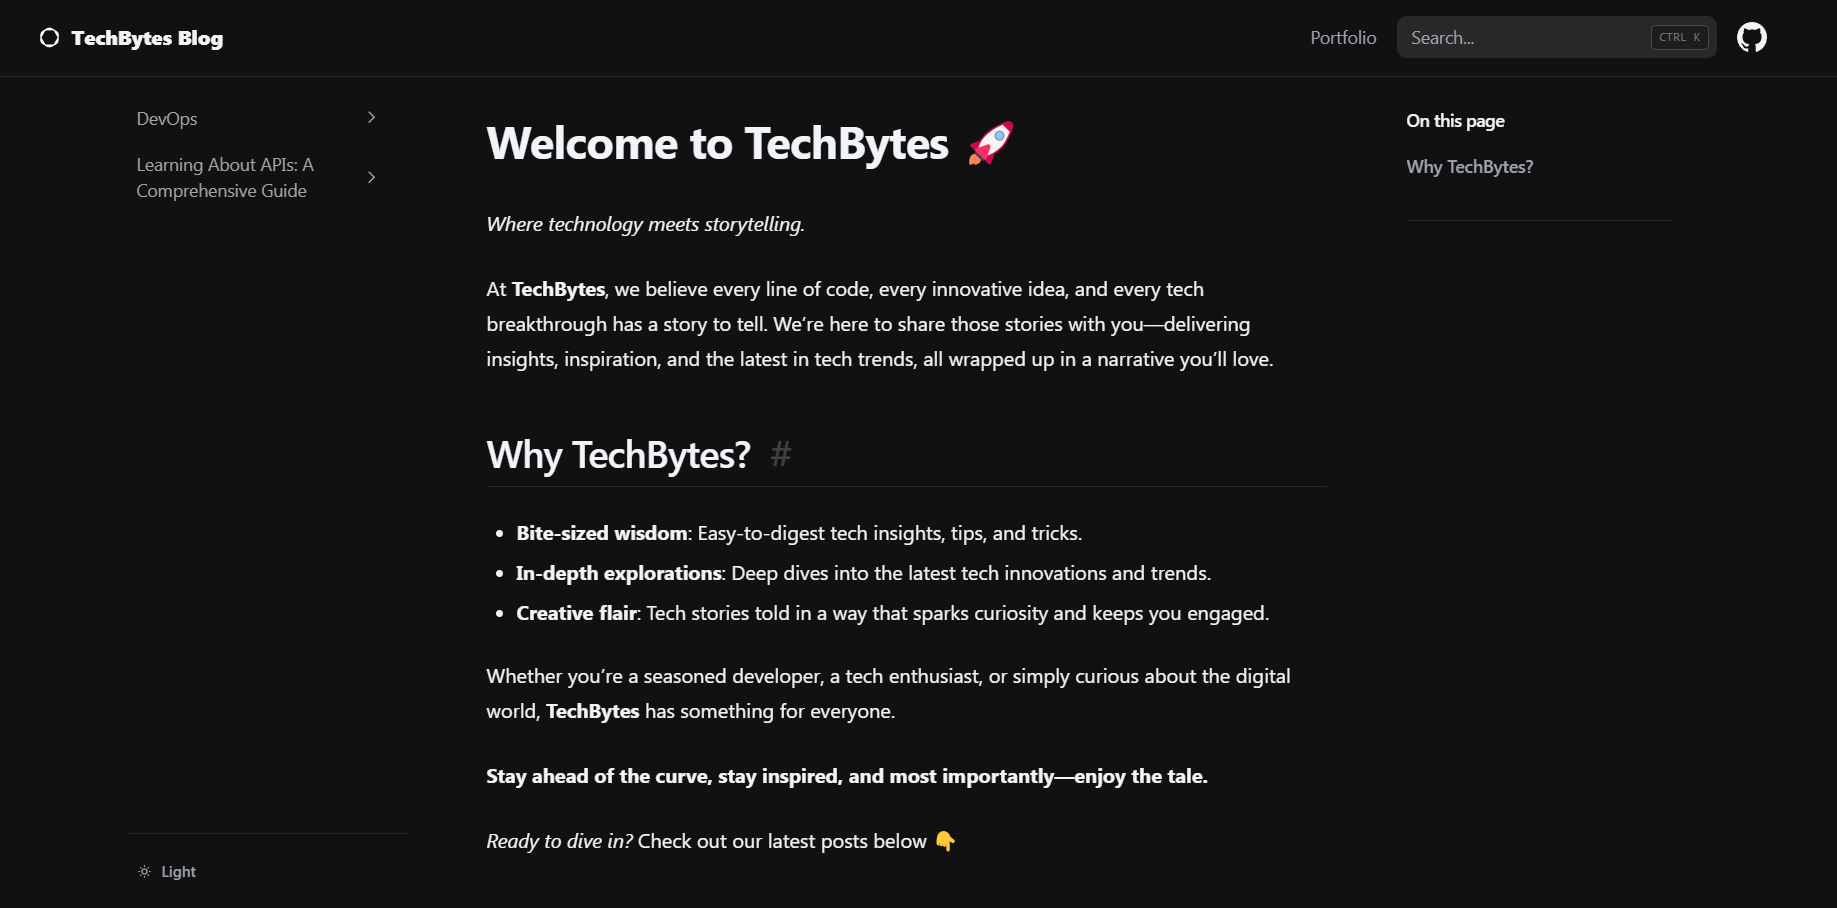 TechBytes Blog
Portfolio
Search...
CTRL K
DevOps
Learning About APIs: A
Comprehensive Guide
Welcome to TechBytes 🚀
Where technology meets storytelling.
At TechBytes, we believe every line of code, every innovative idea, and every tech
breakthrough has a story to tell. We’re here to share those stories with you—delivering
insights, inspiration, and the latest in tech trends, all wrapped up in a narrative you’ll love.
Why TechBytes? #
• Bite-sized wisdom: Easy-to-digest tech insights, tips, and tricks.
• In-depth explorations: Deep dives into the latest tech innovations and trends.
• Creative flair: Tech stories told in a way that sparks curiosity and keeps you engaged.
Whether you’re a seasoned developer, a tech enthusiast, or simply curious about the digital
world, TechBytes has something for everyone.
Stay ahead of the curve, stay inspired, and most importantly—enjoy the tale.
Ready to dive in? Check out our latest posts below 👇
On this page
Why TechBytes?
Light